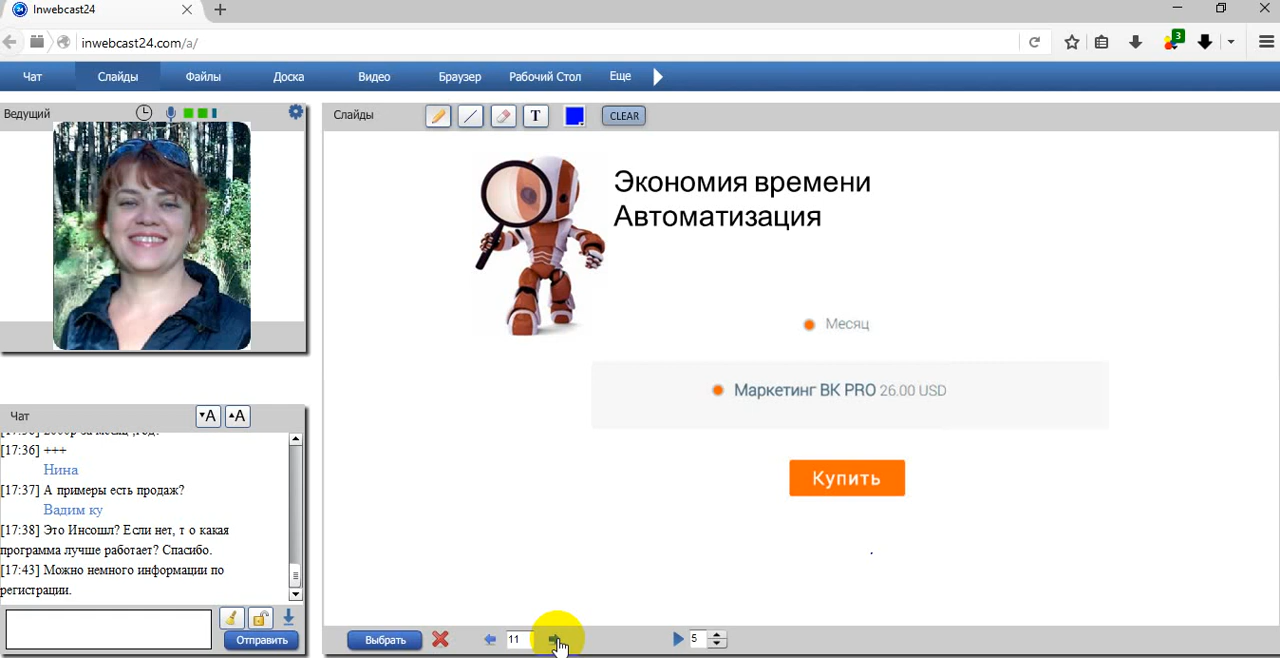 Inwebcast24
inwebcast24.com/a/
3
Чат Слайды Файлы Доска Видео Браузер Рабочий Стол Еще
Ведущий
Слайды T CLEAR
Экономия времени
Автоматизация
Месяц
Маркетинг ВК PRO 26.00 USD
Купить
Чат ▾A ▴A
[17:36] +++
Нина
[17:37] А примеры есть продаж?
Вадим ку
[17:38] Это Инсошл? Если нет, т о какая
программа лучше работает? Спасибо.
[17:43] Можно немного информации по
регистрации.
Отправить
Выбрать 11 5